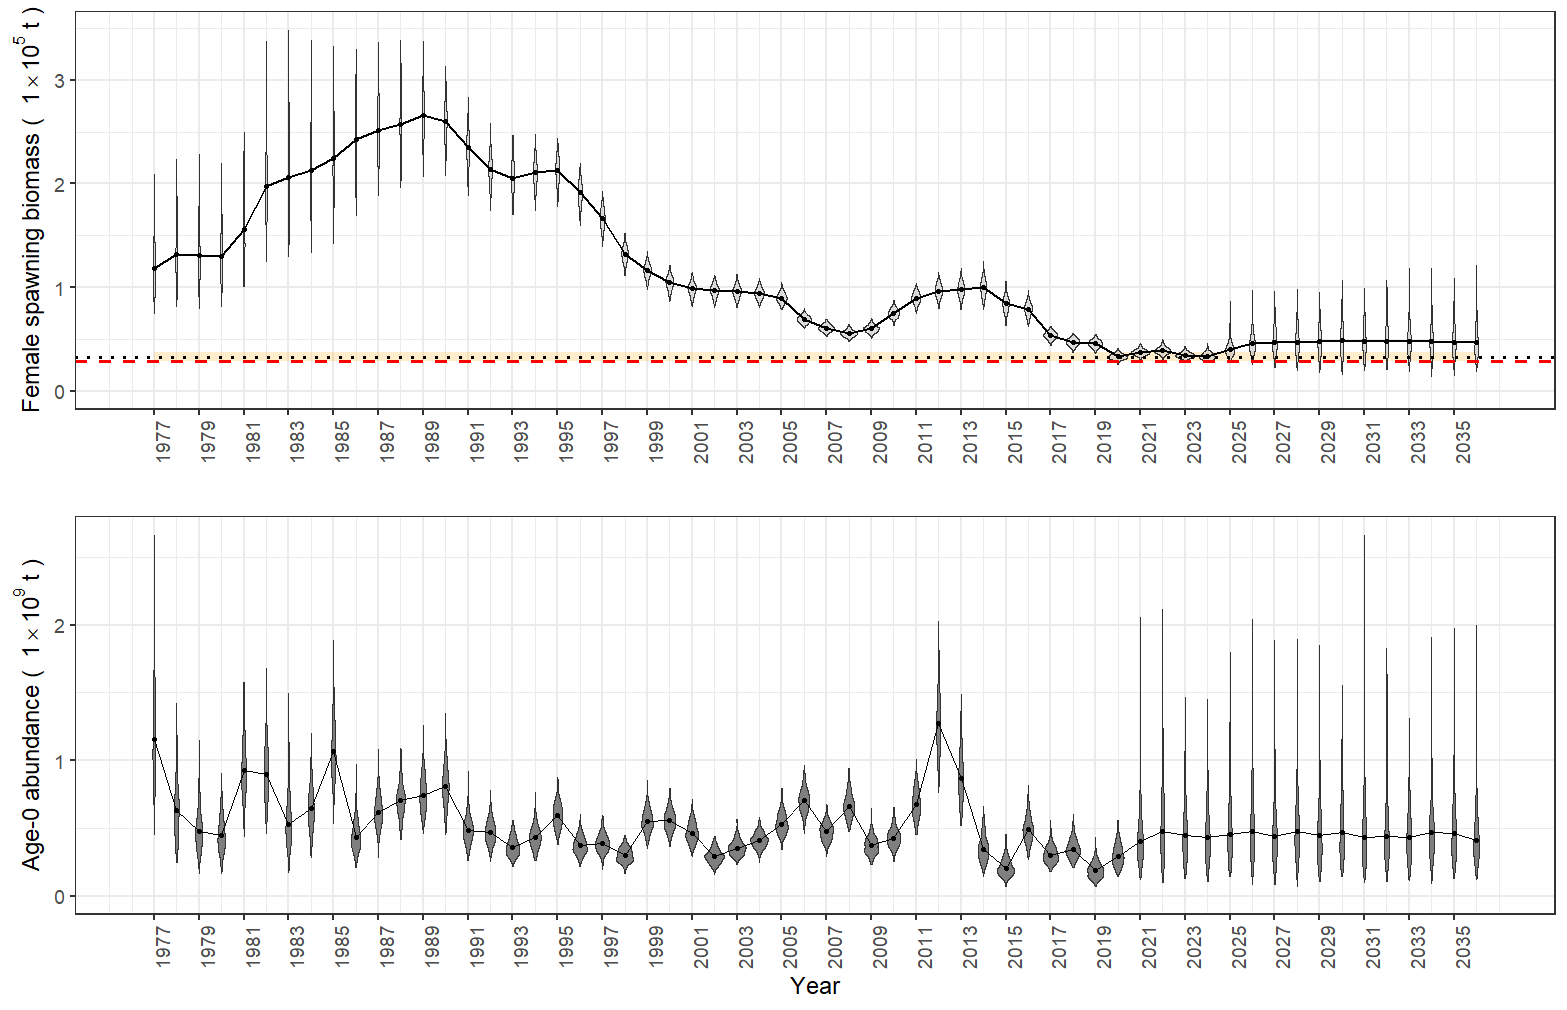 Female spawning biomass ( 1 × 10⁵ t )
3
2
1
0
1977 1979 1981 1983 1985 1987 1989 1991 1993 1995 1997 1999 2001 2003 2005 2007 2009 2011 2013 2015 2017 2019 2021 2023 2025 2027 2029 2031 2033 2035
Age-0 abundance ( 1 × 10⁹ t )
2
1
0
1977 1979 1981 1983 1985 1987 1989 1991 1993 1995 1997 1999 2001 2003 2005 2007 2009 2011 2013 2015 2017 2019 2021 2023 2025 2027 2029 2031 2033 2035
Year